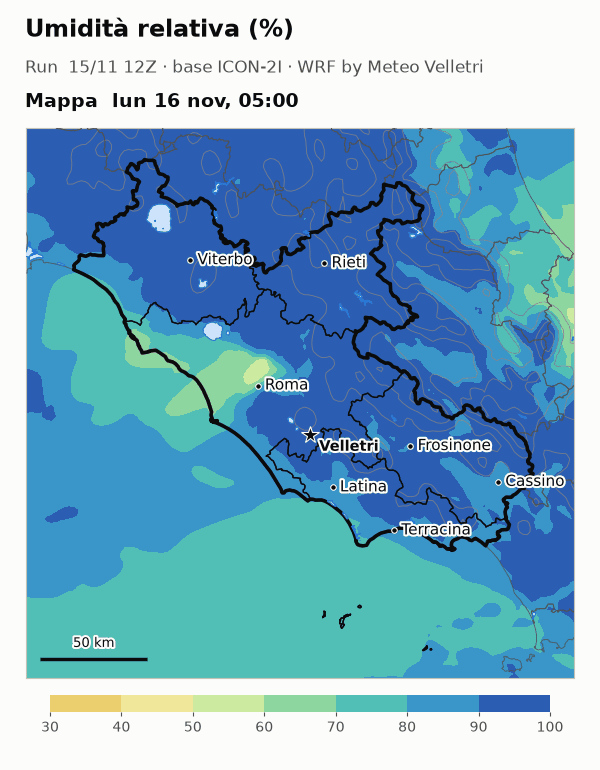 Umidità relativa (%)
Run  15/11 12Z · base ICON-2I · WRF by Meteo Velletri
Mappa  lun 16 nov, 05:00
Viterbo
Rieti
Roma
Velletri
Frosinone
Cassino
Latina
Terracina
50 km
30 40 50 60 70 80 90 100